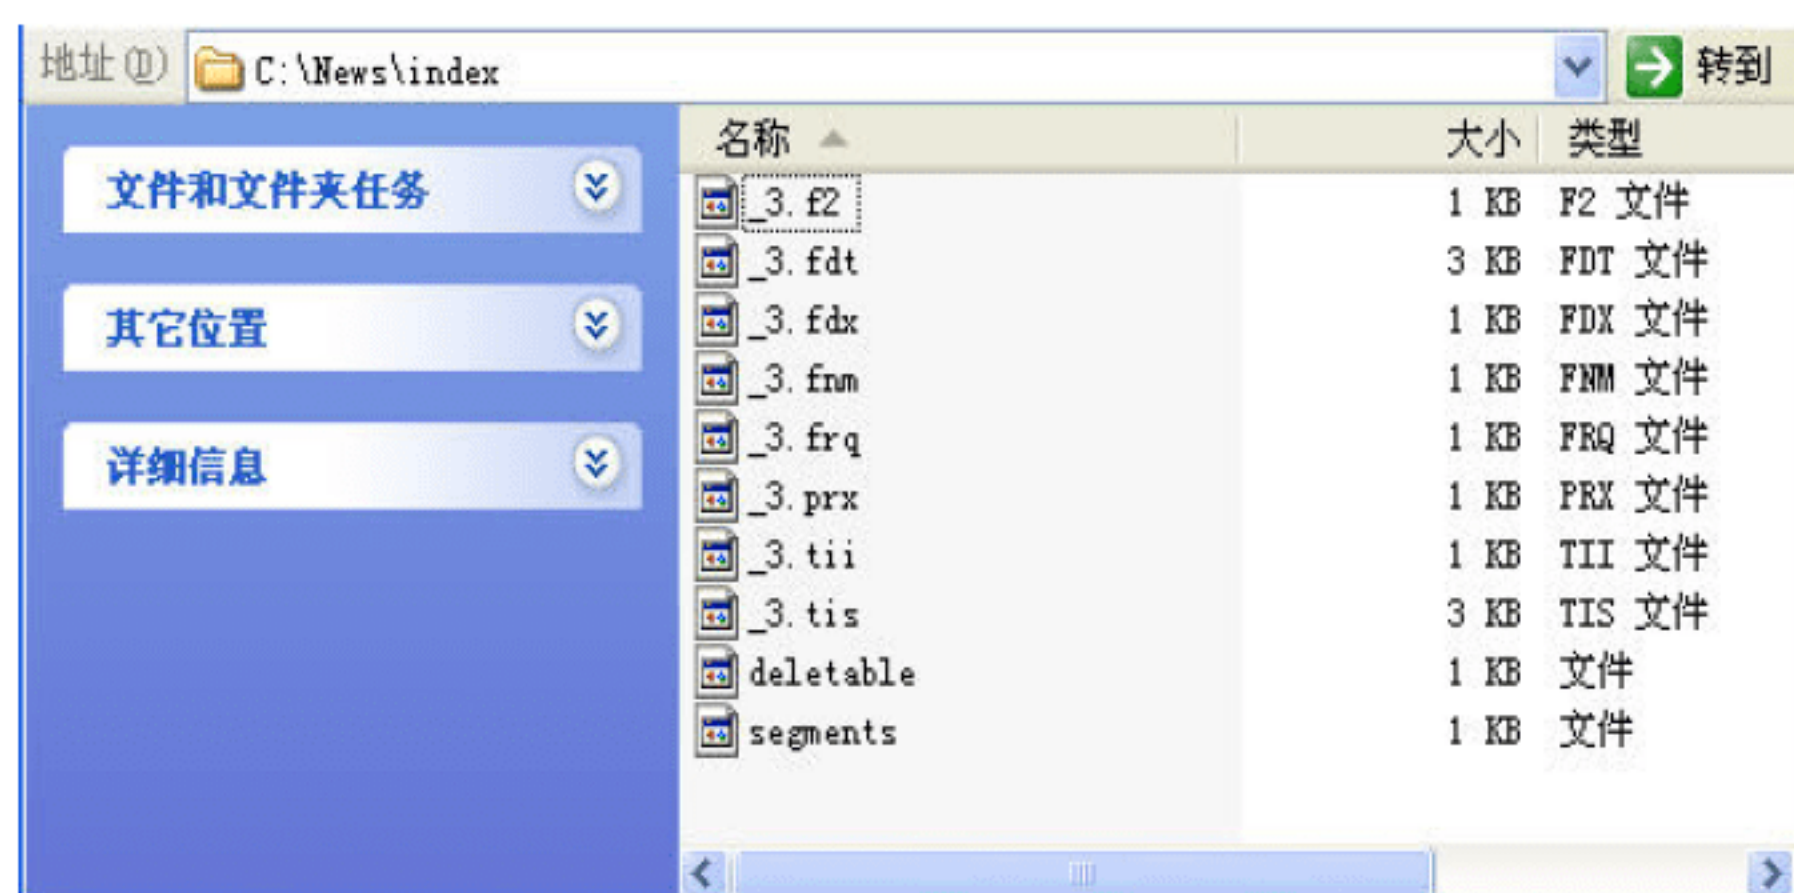 地址(D) C:\News\index 转到
文件和文件夹任务
其它位置
详细信息
名称 大小 类型
_3.f2 1 KB F2 文件
_3.fdt 3 KB FDT 文件
_3.fdx 1 KB FDX 文件
_3.fnm 1 KB FNM 文件
_3.frq 1 KB FRQ 文件
_3.prx 1 KB PRX 文件
_3.tii 1 KB TII 文件
_3.tis 3 KB TIS 文件
deletable 1 KB 文件
segments 1 KB 文件